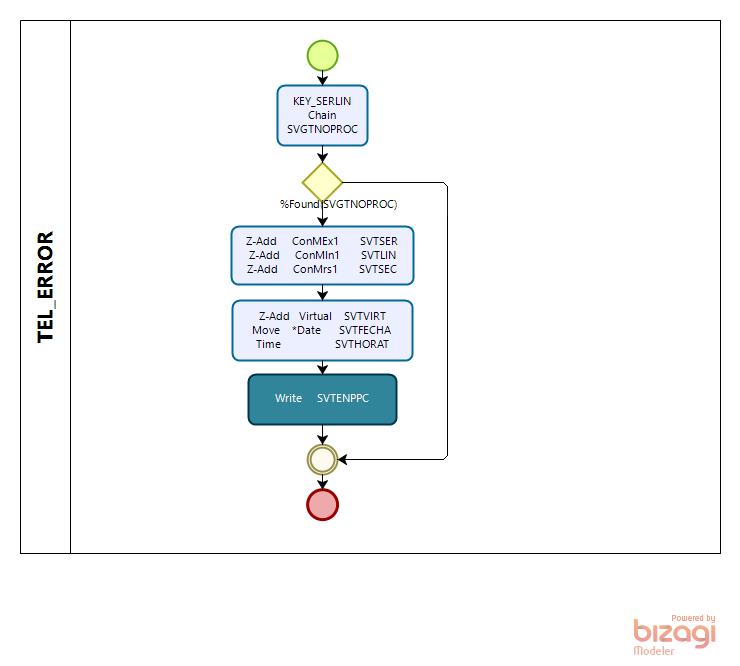 TEL_ERROR
KEY_SERLIN
Chain
SVGTNOPROC
%Found(SVGTNOPROC)
Z-Add ConMEx1 SVTSER
Z-Add ConMIn1 SVTLIN
Z-Add ConMrs1 SVTSEC
Z-Add Virtual SVTVIRT
Move *Date SVTFECHA
Time SVTHORAT
Write SVTENPPC
Powered by
bizagi
Modeler